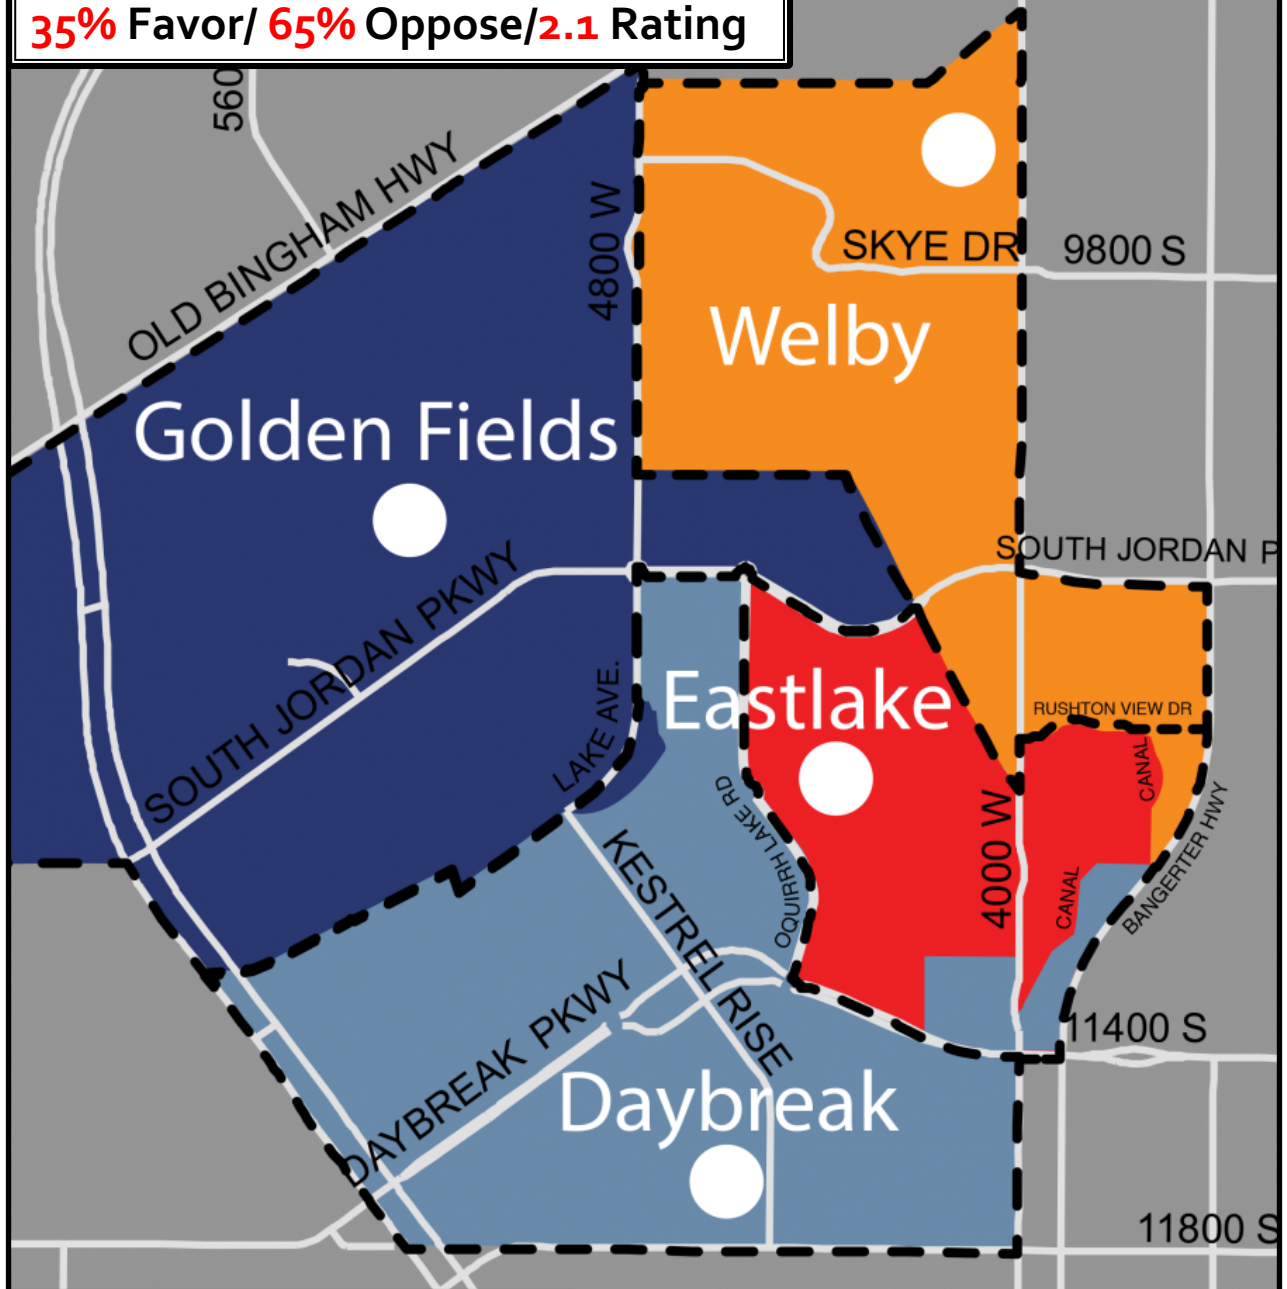 35% Favor/ 65% Oppose/2.1 Rating
560
OLD BINGHAM HWY
4800 W
SKYE DR
9800 S
Welby
Golden Fields
SOUTH JORDAN P
SOUTH JORDAN PKWY
LAKE AVE.
Eastlake
RUSHTON VIEW DR
CANAL
OQUIRRH LAKE RD
BANGERTER HWY
4000 W
CANAL
KESTREL RISE
DAYBREAK PKWY
11400 S
Daybreak
11800 S